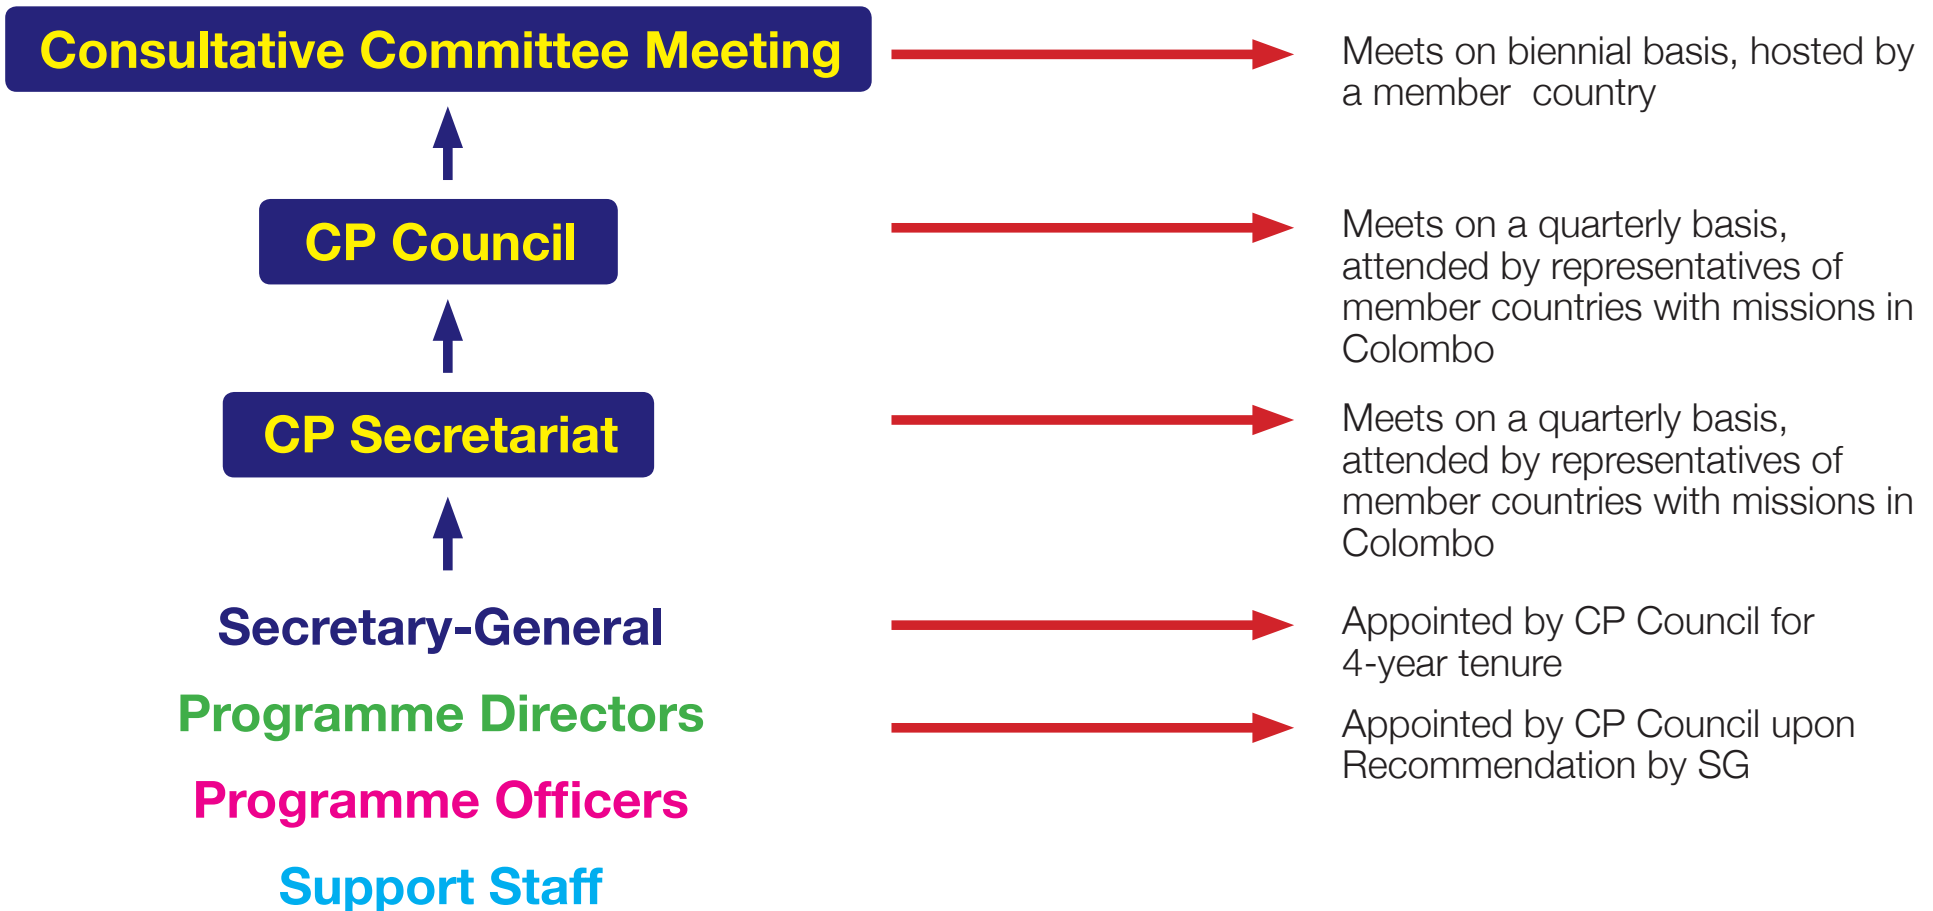 Consultative Committee Meeting
Meets on biennial basis, hosted by
a member country
CP Council
Meets on a quarterly basis,
attended by representatives of
member countries with missions in
Colombo
CP Secretariat
Meets on a quarterly basis,
attended by representatives of
member countries with missions in
Colombo
Secretary-General
Appointed by CP Council for
4-year tenure
Programme Directors
Appointed by CP Council upon
Recommendation by SG
Programme Officers
Support Staff